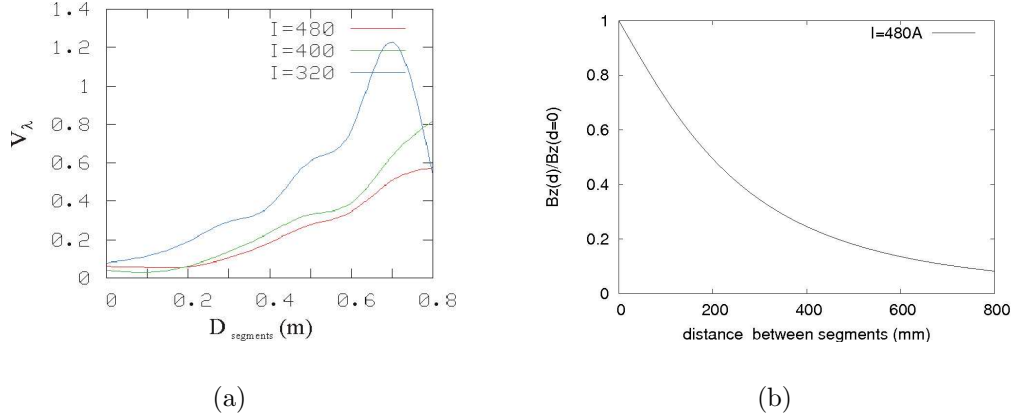 1.4
1.2
1
0.8
0.6
0.4
0.2
0
V λ
I=480
I=400
I=320
0 0.2 0.4 0.6 0.8
D segments (m)
(a)
1
0.8
0.6
0.4
0.2
0
Bz(d)/Bz(d=0)
I=480A
0 200 400 600 800
distance between segments (mm)
(b)